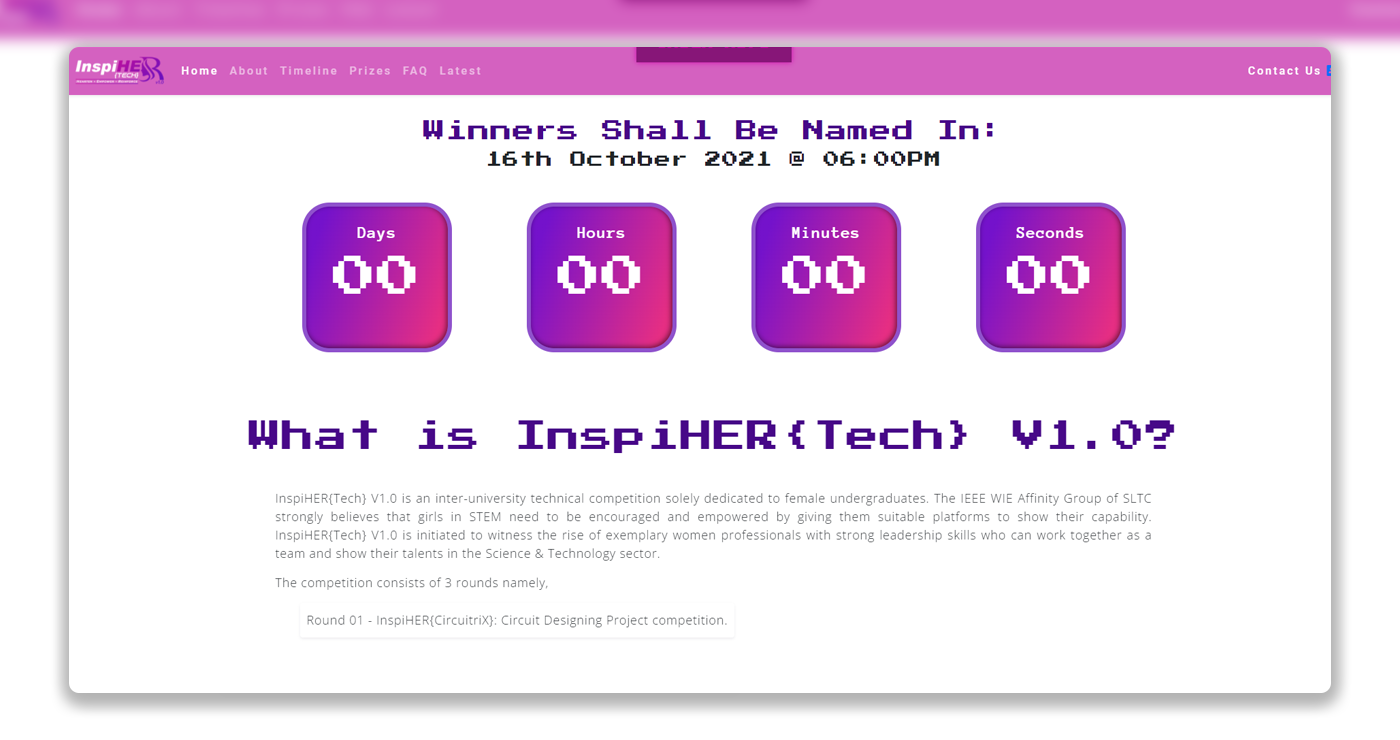 InspiHER
{TECH}
Home About Timeline Prizes FAQ Latest
Contact Us
Winners Shall Be Named In:
16th October 2021 @ 06:00PM
Days Hours Minutes Seconds
00 00 00 00
What is InspiHER{Tech} V1.0?
InspiHER{Tech} V1.0 is an inter-university technical competition solely dedicated to female undergraduates. The IEEE WIE Affinity Group of SLTC
strongly believes that girls in STEM need to be encouraged and empowered by giving them suitable platforms to show their capability.
InspiHER{Tech} V1.0 is initiated to witness the rise of exemplary women professionals with strong leadership skills who can work together as a
team and show their talents in the Science & Technology sector.
The competition consists of 3 rounds namely,
Round 01 - InspiHER{CircuitriX}: Circuit Designing Project competition.